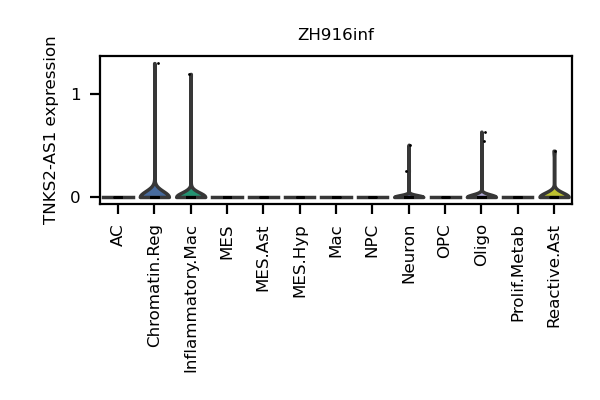 ZH916inf
TNKS2-AS1 expression
1
0
AC
Chromatin.Reg
Inflammatory.Mac
MES
MES.Ast
MES.Hyp
Mac
NPC
Neuron
OPC
Oligo
Prolif.Metab
Reactive.Ast